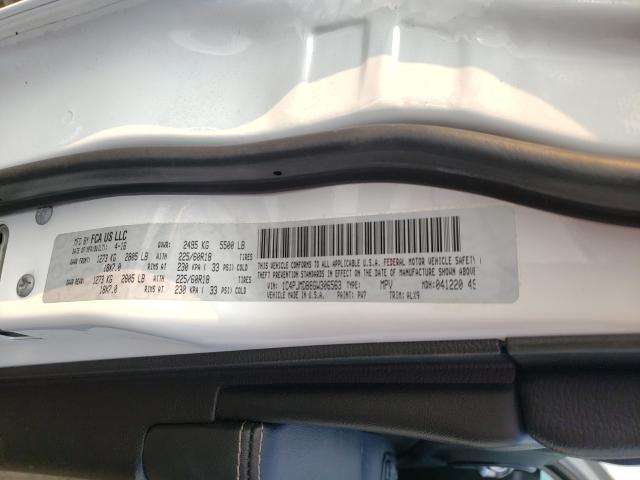 MFD BY FCA US LLC
DATE OF MFR(BUILT): 4-16 GVWR: 2495 KG 5500 LB
GAWR FRONT: 1273 KG 2805 LB WITH 225/60R18 TIRES
18X7.0 RIMS AT 230 KPA ( 33 PSI) COLD
GAWR REAR: 1273 KG 2805 LB WITH 225/60R18 TIRES
18X7.0 RIMS AT 230 KPA ( 33 PSI) COLD
THIS VEHICLE CONFORMS TO ALL APPLICABLE U.S.A. FEDERAL MOTOR VEHICLE SAFETY
THEFT PREVENTION STANDARDS IN EFFECT ON THE DATE OF MANUFACTURE SHOWN ABOVE
VIN: 1C4PJMDB6GW306563 TYPE: MPV MDH: 041220 49
MADE IN U.S.A. PAINT: PW7 TRIM: ALX9